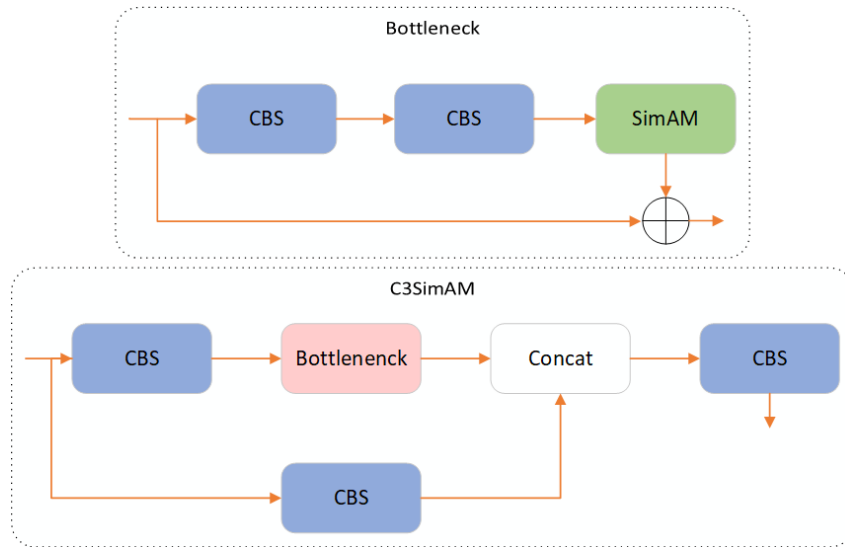 Bottleneck
CBS
CBS
SimAM
C3SimAM
CBS
Bottlenenck
Concat
CBS
CBS